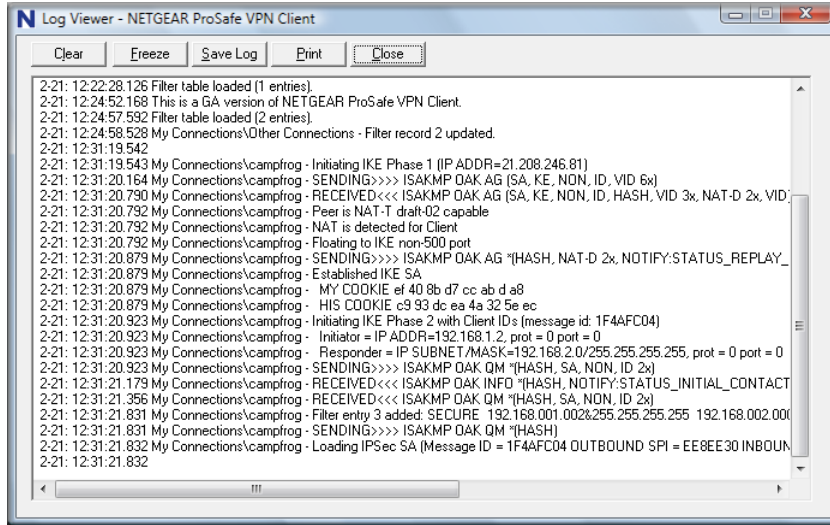 N Log Viewer - NETGEAR ProSafe VPN Client
Clear Freeze Save Log Print Close
2-21: 12:22:28.126 Filter table loaded (1 entries).
2-21: 12:24:52.168 This is a GA version of NETGEAR ProSafe VPN Client.
2-21: 12:24:57.592 Filter table loaded (2 entries).
2-21: 12:24:58.528 My Connections\Other Connections - Filter record 2 updated.
2-21: 12:31:19.542
2-21: 12:31:19.543 My Connections\campfrog - Initiating IKE Phase 1 (IP ADDR=21.208.246.81)
2-21: 12:31:20.164 My Connections\campfrog - SENDING>>>> ISAKMP OAK AG (SA, KE, NON, ID, VID 6x)
2-21: 12:31:20.790 My Connections\campfrog - RECEIVED<<< ISAKMP OAK AG (SA, KE, NON, ID, HASH, VID 3x, NAT-D 2x, VID
2-21: 12:31:20.792 My Connections\campfrog - Peer is NAT-T draft-02 capable
2-21: 12:31:20.792 My Connections\campfrog - NAT is detected for Client
2-21: 12:31:20.792 My Connections\campfrog - Floating to IKE non-500 port
2-21: 12:31:20.879 My Connections\campfrog - SENDING>>>> ISAKMP OAK AG *(HASH, NAT-D 2x, NOTIFY:STATUS_REPLAY_
2-21: 12:31:20.879 My Connections\campfrog - Established IKE SA
2-21: 12:31:20.879 My Connections\campfrog - MY COOKIE ef 40 8b d7 cc ab d a8
2-21: 12:31:20.879 My Connections\campfrog - HIS COOKIE c9 93 dc ea 4a 32 5e ec
2-21: 12:31:20.923 My Connections\campfrog - Initiating IKE Phase 2 with Client IDs (message id: 1F4AFC04)
2-21: 12:31:20.923 My Connections\campfrog - Initiator = IP ADDR=192.168.1.2, prot = 0 port = 0
2-21: 12:31:20.923 My Connections\campfrog - Responder = IP SUBNET/MASK=192.168.2.0/255.255.255.255, prot = 0 port = 0
2-21: 12:31:20.923 My Connections\campfrog - SENDING>>>> ISAKMP OAK QM *(HASH, SA, NON, ID 2x)
2-21: 12:31:21.179 My Connections\campfrog - RECEIVED<<< ISAKMP OAK INFO *(HASH, NOTIFY:STATUS_INITIAL_CONTACT
2-21: 12:31:21.356 My Connections\campfrog - RECEIVED<<< ISAKMP OAK QM *(HASH, SA, NON, ID 2x)
2-21: 12:31:21.831 My Connections\campfrog - Filter entry 3 added: SECURE 192.168.001.002&255.255.255.255 192.168.002.000
2-21: 12:31:21.831 My Connections\campfrog - SENDING>>>> ISAKMP OAK QM *(HASH)
2-21: 12:31:21.832 My Connections\campfrog - Loading IPSec SA (Message ID = 1F4AFC04 OUTBOUND SPI = EE8EE30 INBOUN
2-21: 12:31:21.832